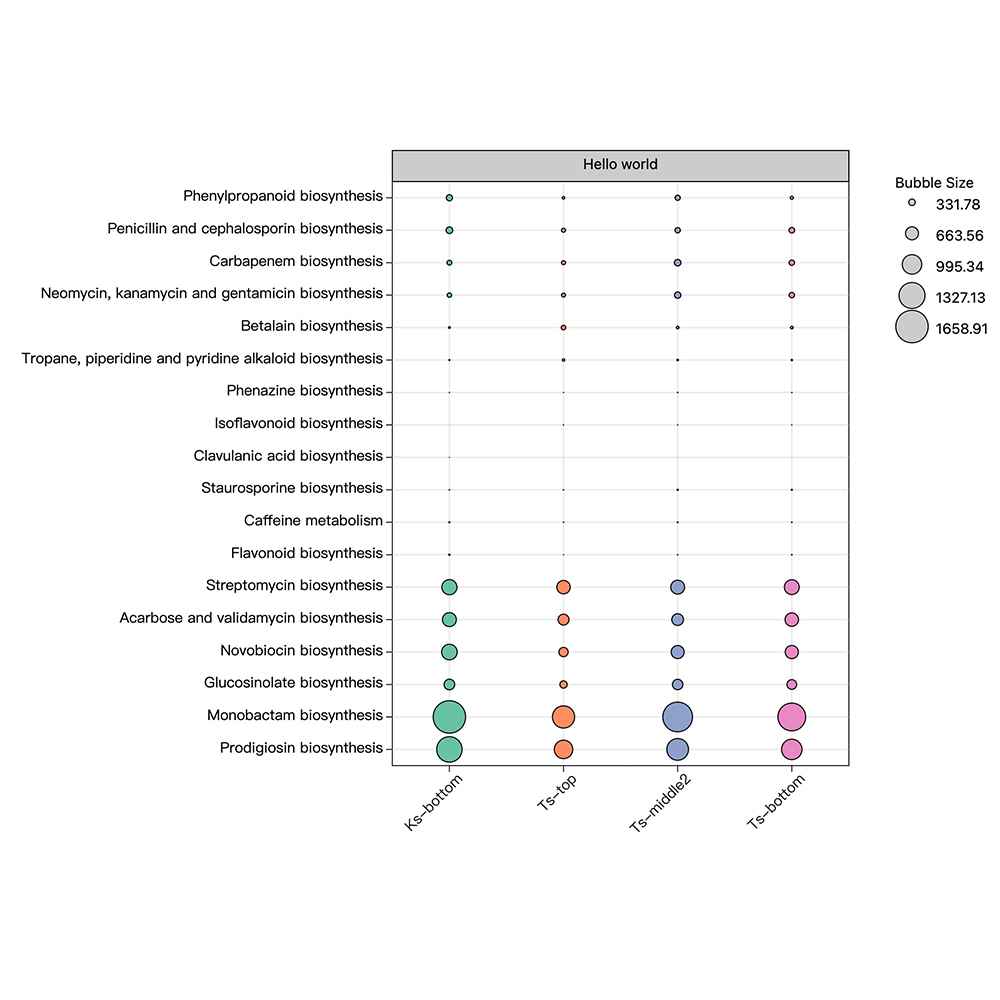 Hello world
Phenylpropanoid biosynthesis
Penicillin and cephalosporin biosynthesis
Carbapenem biosynthesis
Neomycin, kanamycin and gentamicin biosynthesis
Betalain biosynthesis
Tropane, piperidine and pyridine alkaloid biosynthesis
Phenazine biosynthesis
Isoflavonoid biosynthesis
Clavulanic acid biosynthesis
Staurosporine biosynthesis
Caffeine metabolism
Flavonoid biosynthesis
Streptomycin biosynthesis
Acarbose and validamycin biosynthesis
Novobiocin biosynthesis
Glucosinolate biosynthesis
Monobactam biosynthesis
Prodigiosin biosynthesis
Ks-bottom
Ts-top
Ts-middle2
Ts-bottom
Bubble Size
331.78
663.56
995.34
1327.13
1658.91